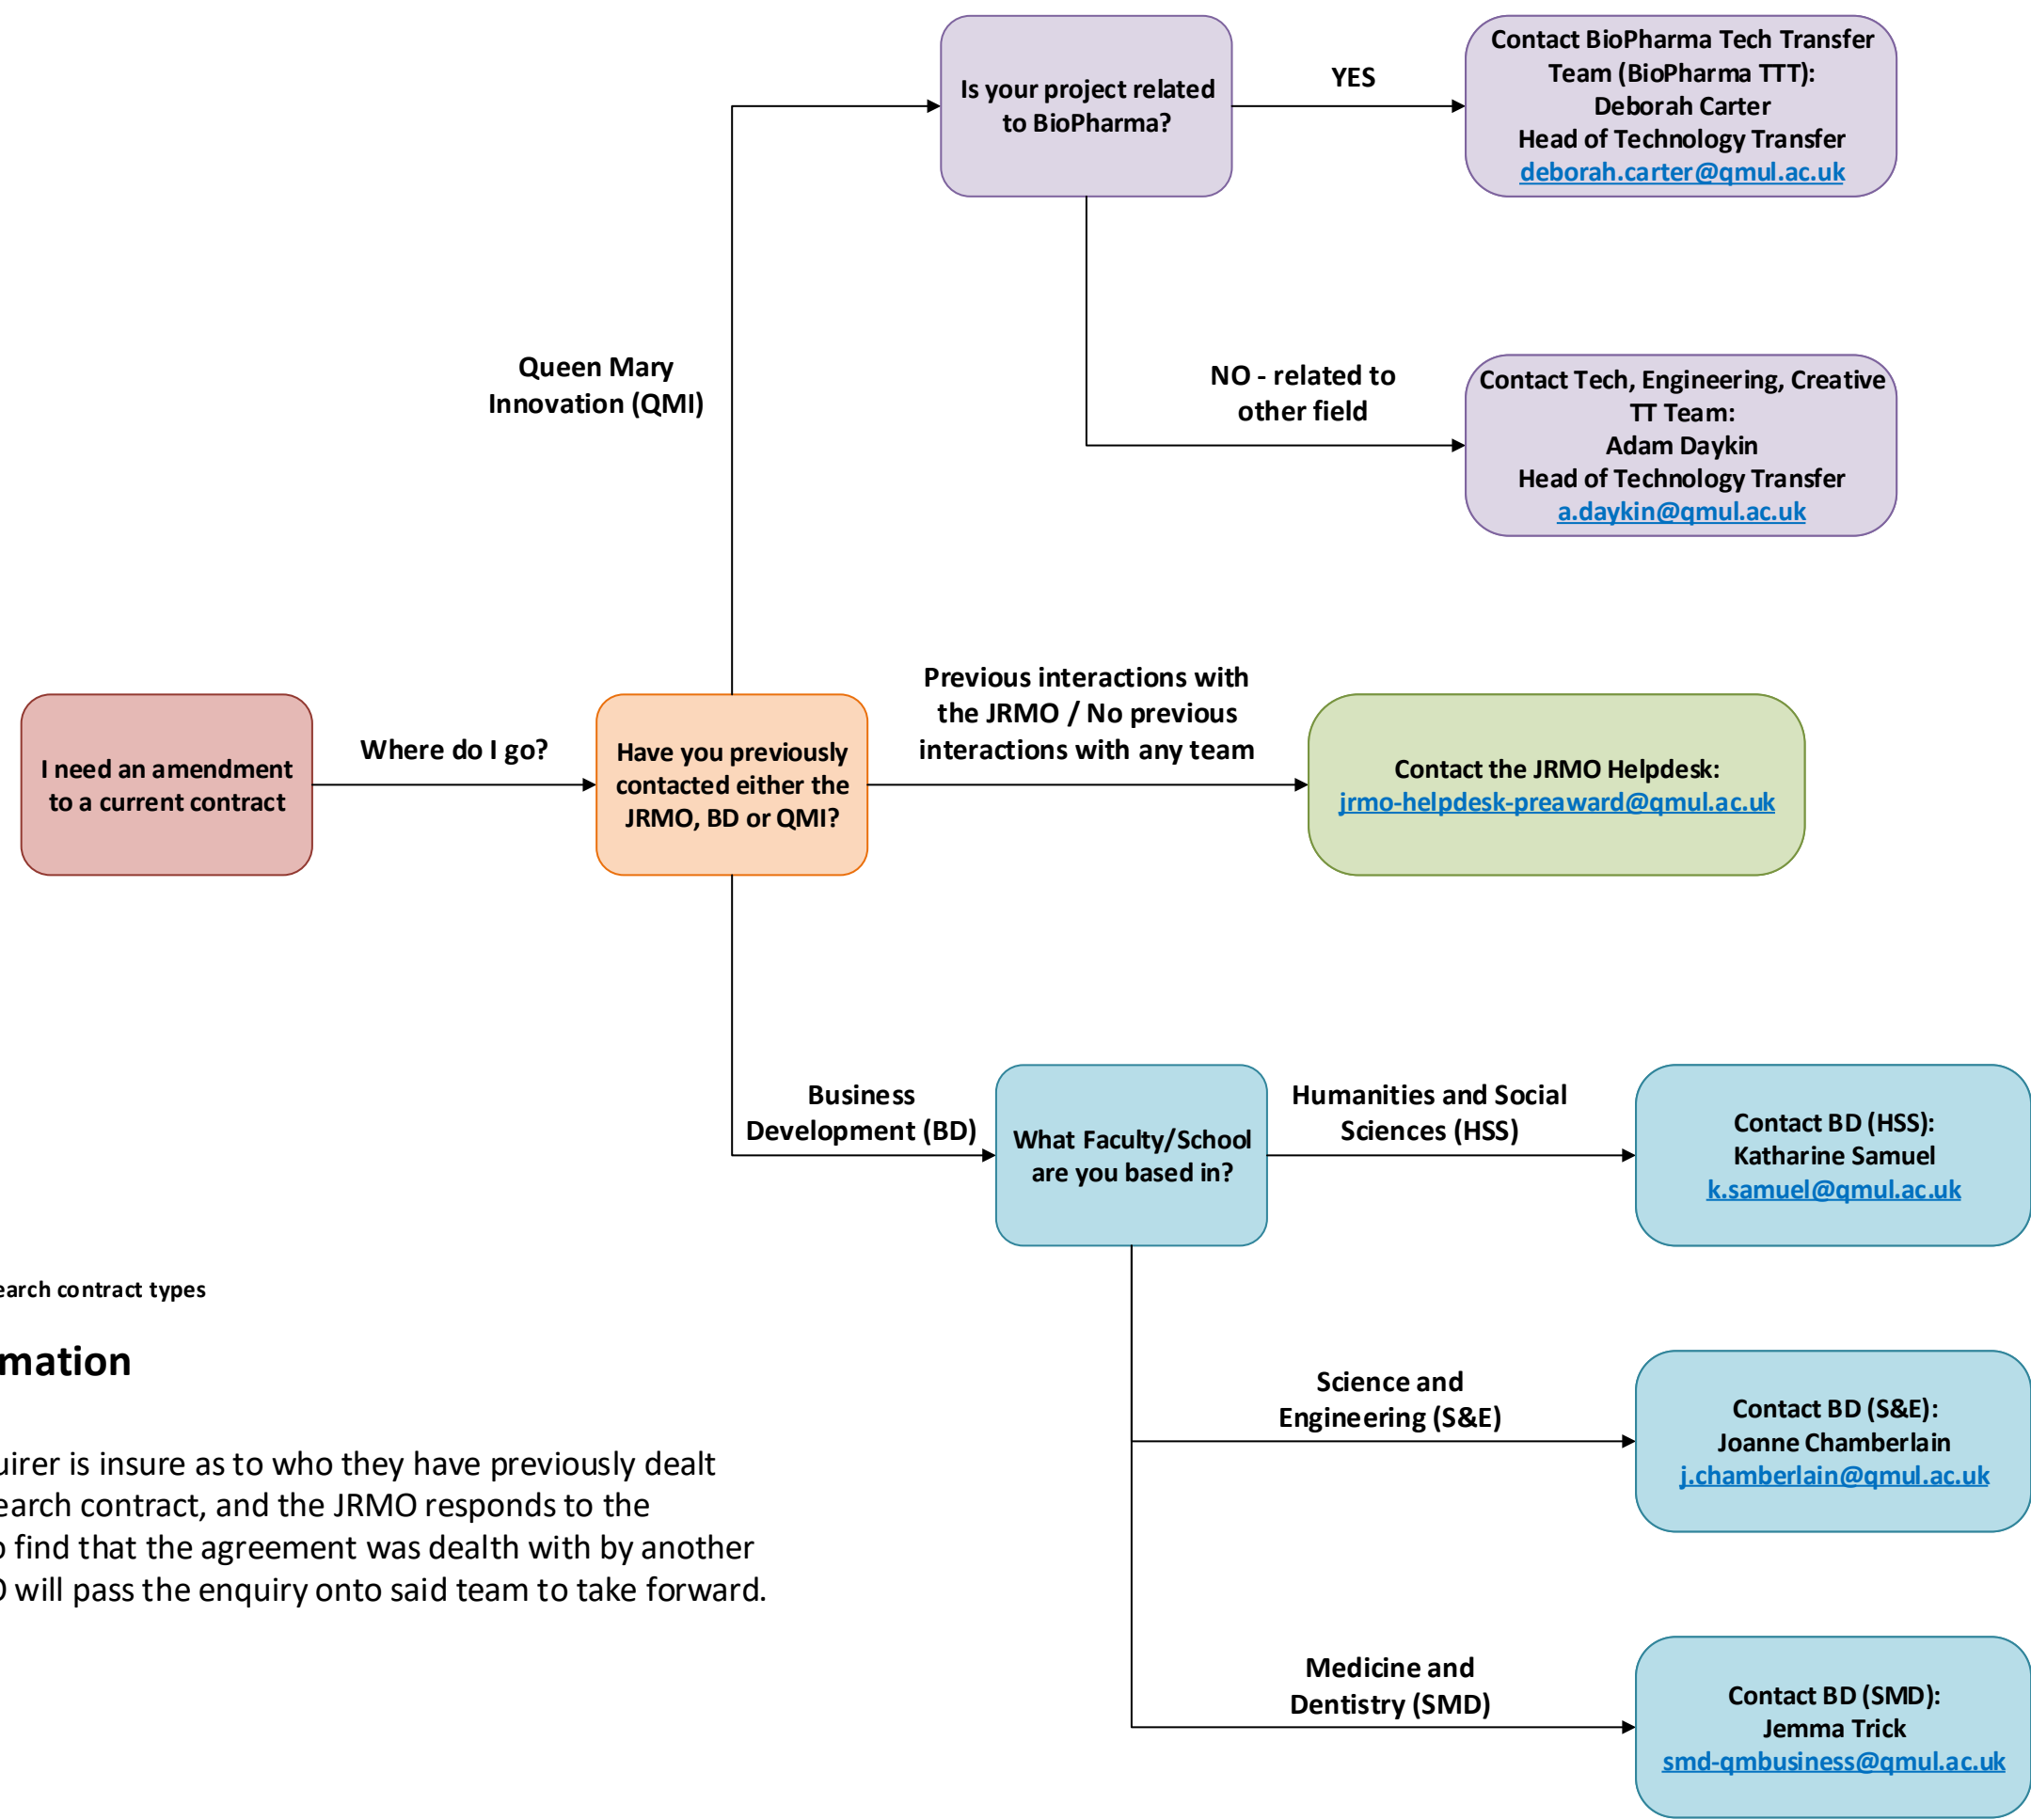 Contact BioPharma Tech Transfer
Team (BioPharma TTT):
Deborah Carter
Head of Technology Transfer
deborah.carter@qmul.ac.uk
Is your project related
to BioPharma?
YES
NO - related to
other field
Contact Tech, Engineering, Creative
TT Team:
Adam Daykin
Head of Technology Transfer
a.daykin@qmul.ac.uk
Queen Mary
Innovation (QMI)
I need an amendment
to a current contract
Where do I go?
Have you previously
contacted either the
JRMO, BD or QMI?
Previous interactions with
the JRMO / No previous
interactions with any team
Contact the JRMO Helpdesk:
jrmo-helpdesk-preaward@qmul.ac.uk
Business
Development (BD)
What Faculty/School
are you based in?
Humanities and Social
Sciences (HSS)
Contact BD (HSS):
Katharine Samuel
k.samuel@qmul.ac.uk
Science and
Engineering (S&E)
Contact BD (S&E):
Joanne Chamberlain
j.chamberlain@qmul.ac.uk
Medicine and
Dentistry (SMD)
Contact BD (SMD):
Jemma Trick
smd-qmbusiness@qmul.ac.uk
earch contract types
mation
uirer is insure as to who they have previously dealt
earch contract, and the JRMO responds to the
find that the agreement was dealth with by another
will pass the enquiry onto said team to take forward.